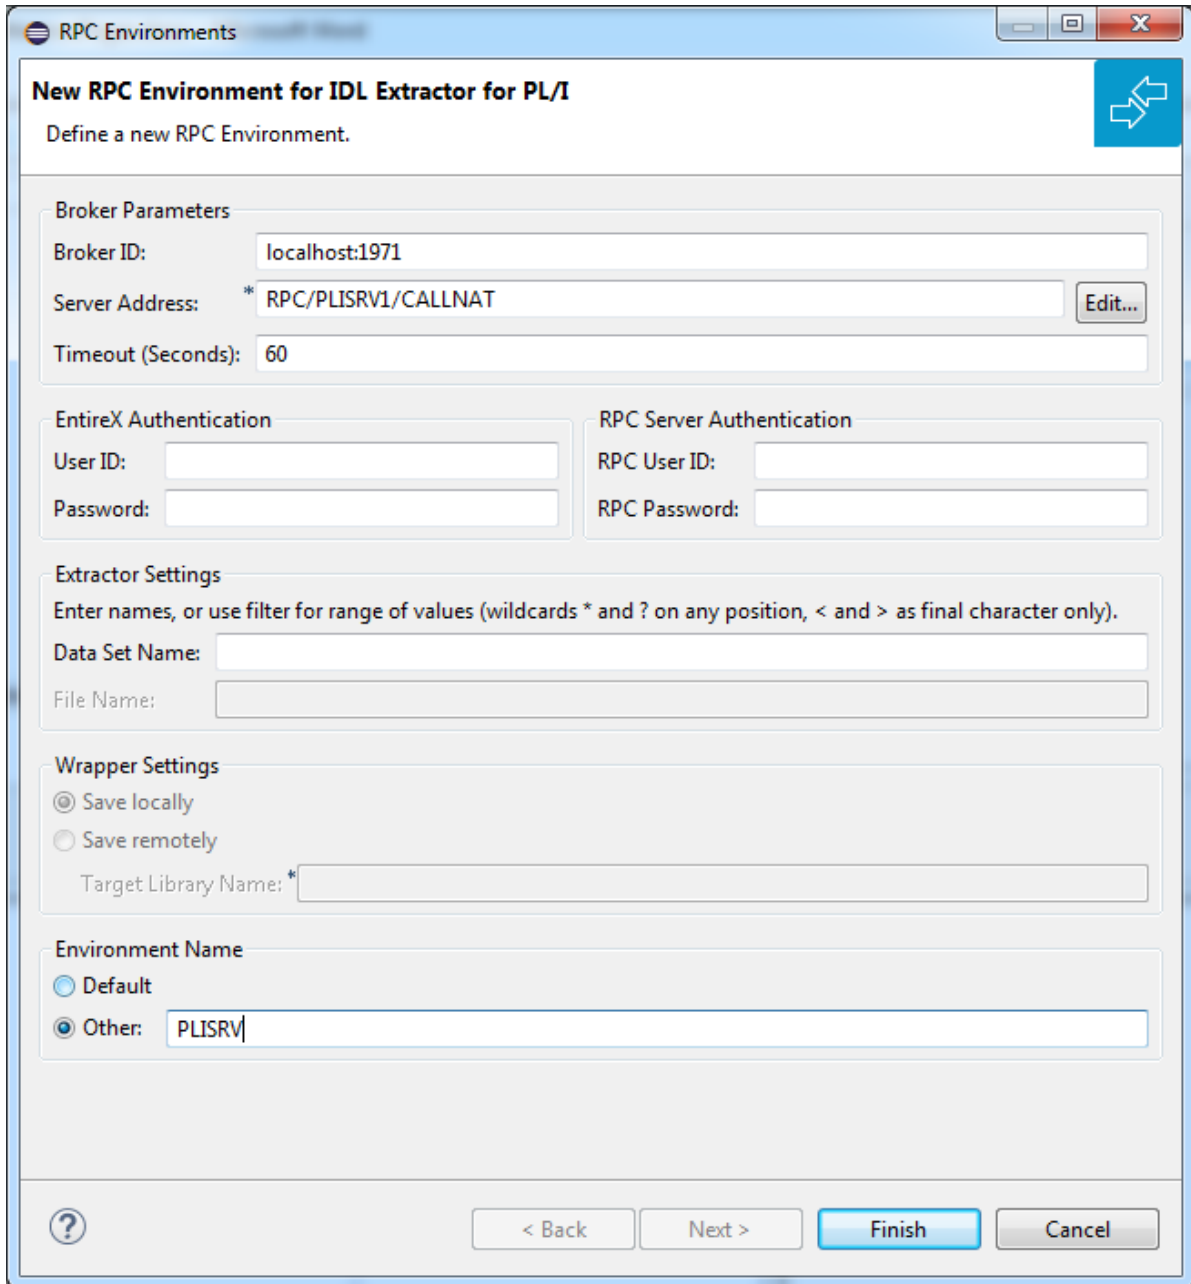 RPC Environments
New RPC Environment for IDL Extractor for PL/I
Define a new RPC Environment.
Broker Parameters
Broker ID: localhost:1971
Server Address: * RPC/PLISRV1/CALLNAT Edit...
Timeout (Seconds): 60
EntireX Authentication RPC Server Authentication
User ID: RPC User ID:
Password: RPC Password:
Extractor Settings
Enter names, or use filter for range of values (wildcards * and ? on any position, < and > as final character only).
Data Set Name:
File Name:
Wrapper Settings
Save locally
Save remotely
Target Library Name: *
Environment Name
Default
Other: PLISRV
? < Back Next > Finish Cancel